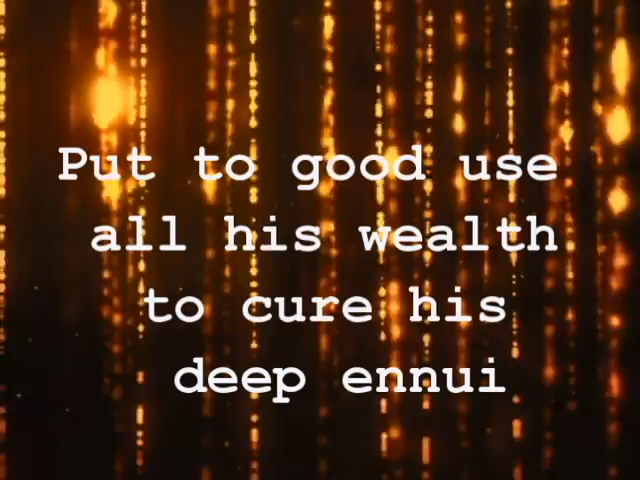 Put to good use
all his wealth
to cure his
deep ennui